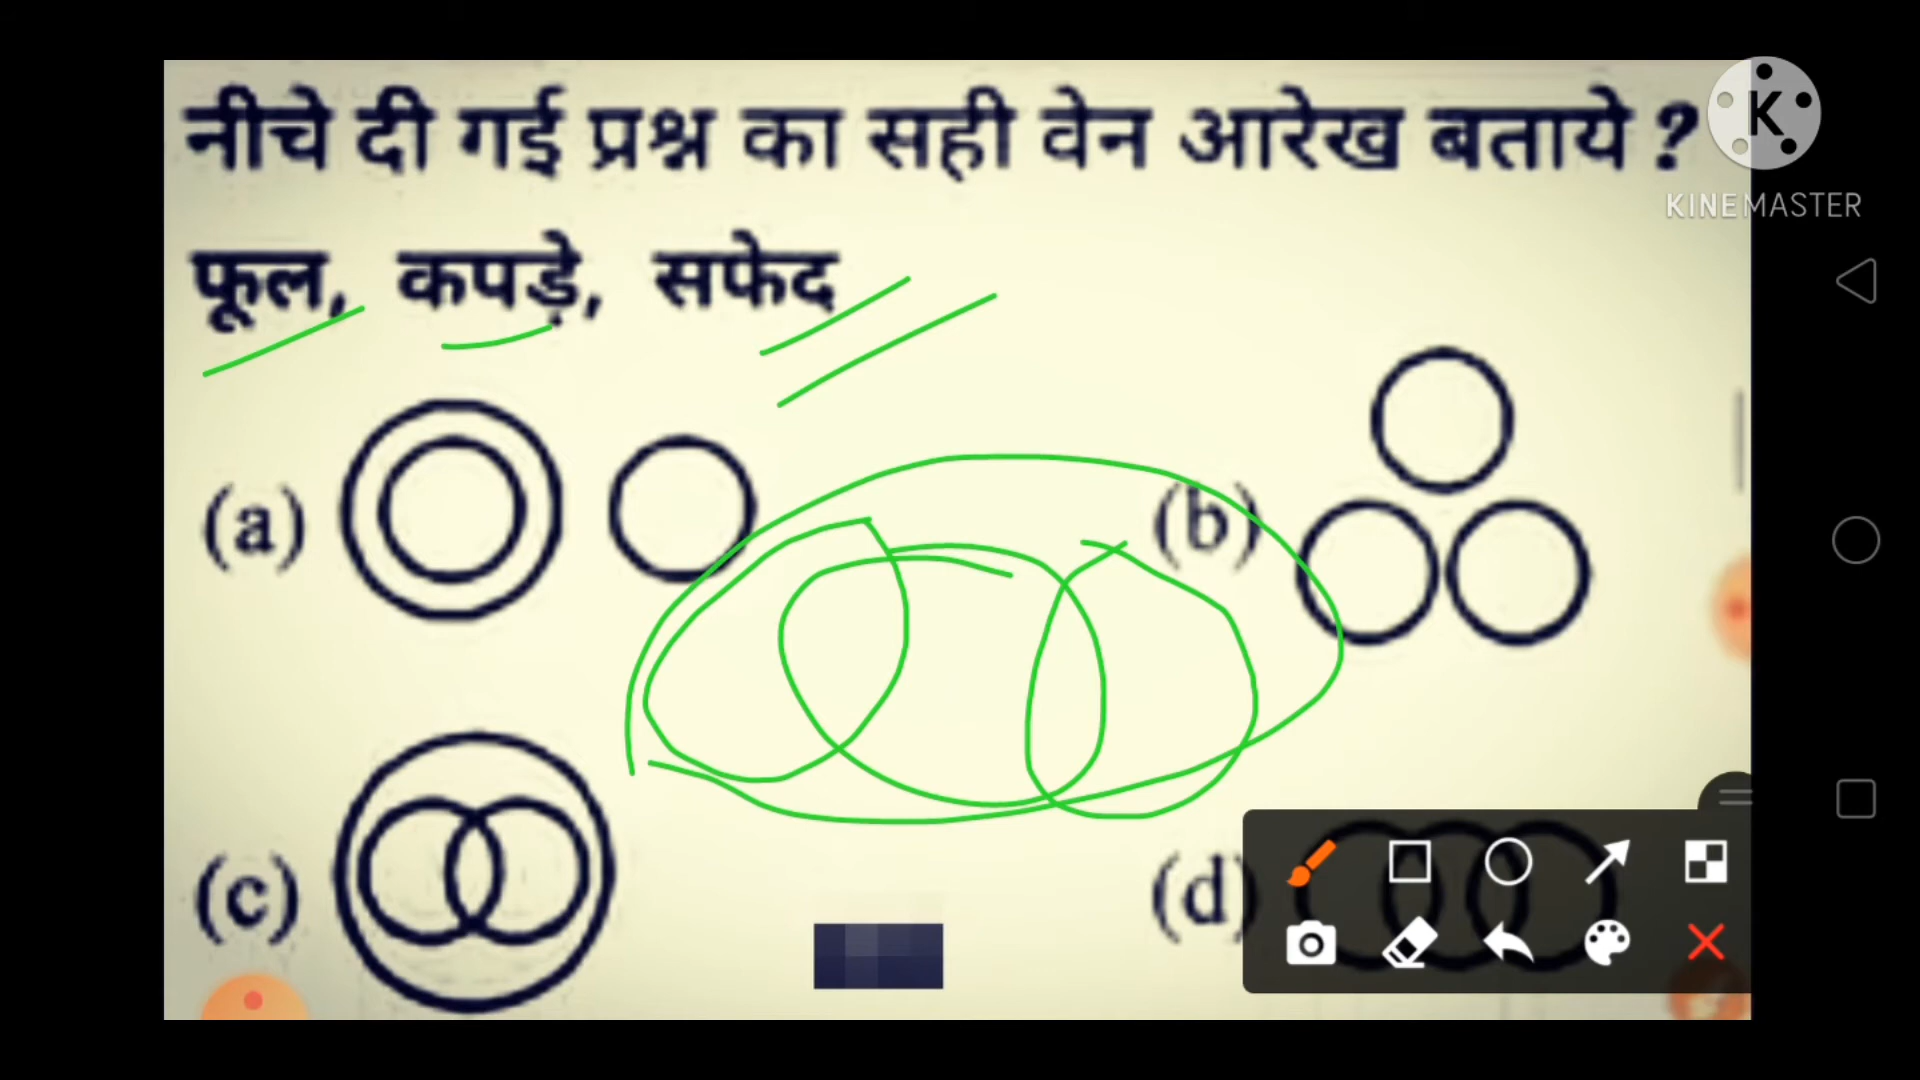 नीचे दी गई प्रश्न का सही वेन आरेख बताये ?
K
KINEMASTER
फूल, कपड़े, सफेद
(a)
(b)
(c)
(d)